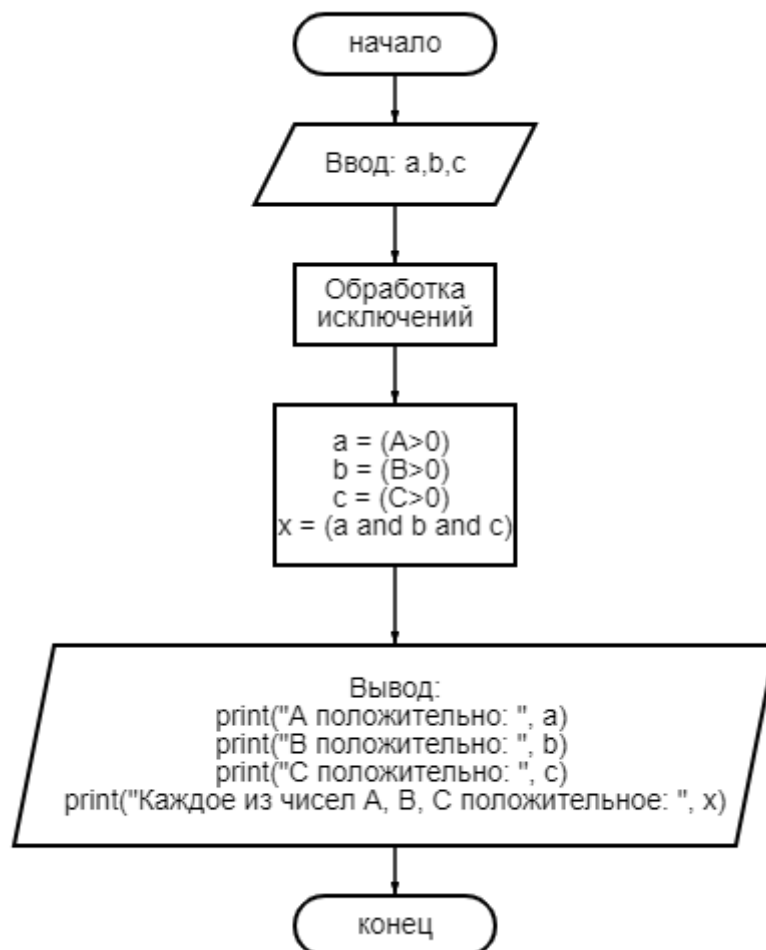 начало
Ввод: a,b,c
Обработка
исключений
a = (A>0)
b = (B>0)
c = (C>0)
x = (a and b and c)
Вывод:
print("А положительно: ", a)
print("В положительно: ", b)
print("С положительно: ", c)
print("Каждое из чисел А, В, С положительное: ", x)
конец